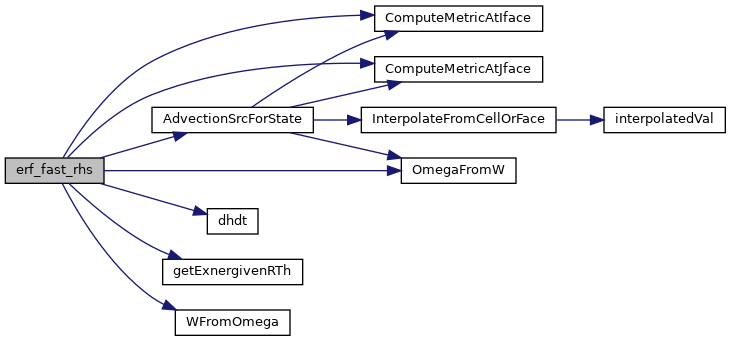 ComputeMetricAtIface
ComputeMetricAtJface
AdvectionSrcForState
InterpolateFromCellOrFace
interpolatedVal
erf_fast_rhs
OmegaFromW
dhdt
getExnergivenRTh
WFromOmega